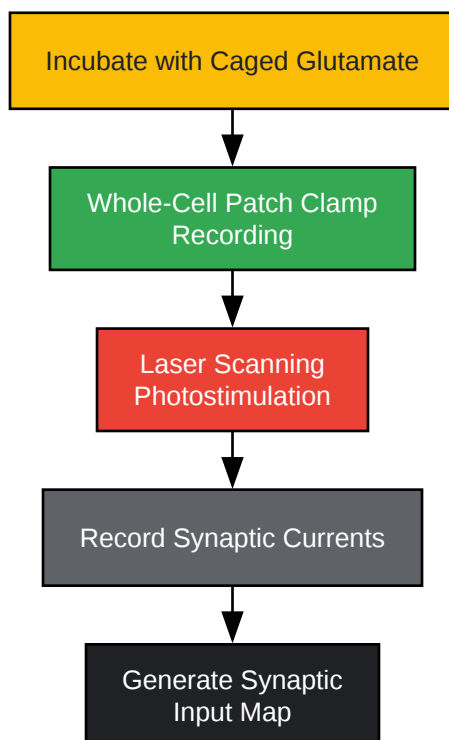 Incubate with Caged Glutamate
Whole-Cell Patch Clamp
Recording
Laser Scanning
Photostimulation
Record Synaptic Currents
Generate Synaptic
Input Map